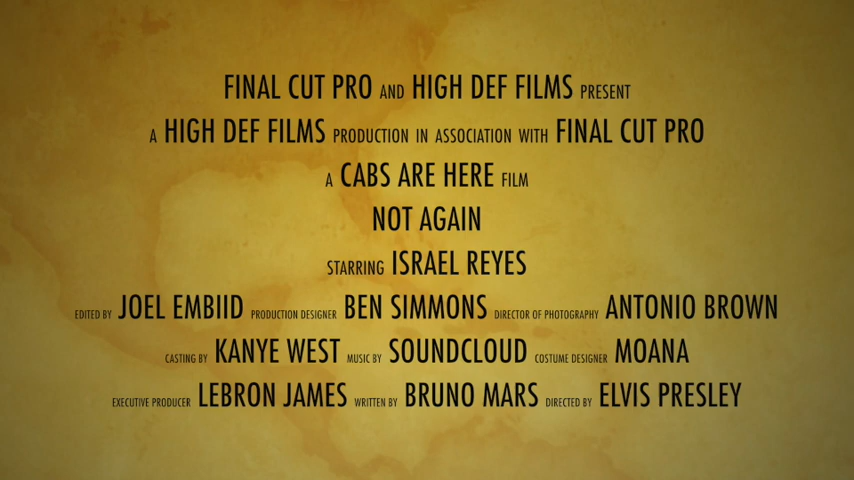 FINAL CUT PRO AND HIGH DEF FILMS PRESENT
A HIGH DEF FILMS PRODUCTION IN ASSOCIATION WITH FINAL CUT PRO
A CABS ARE HERE FILM
NOT AGAIN
STARRING ISRAEL REYES
EDITED BY JOEL EMBIID PRODUCTION DESIGNER BEN SIMMONS DIRECTOR OF PHOTOGRAPHY ANTONIO BROWN
CASTING BY KANYE WEST MUSIC BY SOUNDCLOUD COSTUME DESIGNER MOANA
EXECUTIVE PRODUCER LEBRON JAMES WRITTEN BY BRUNO MARS DIRECTED BY ELVIS PRESLEY